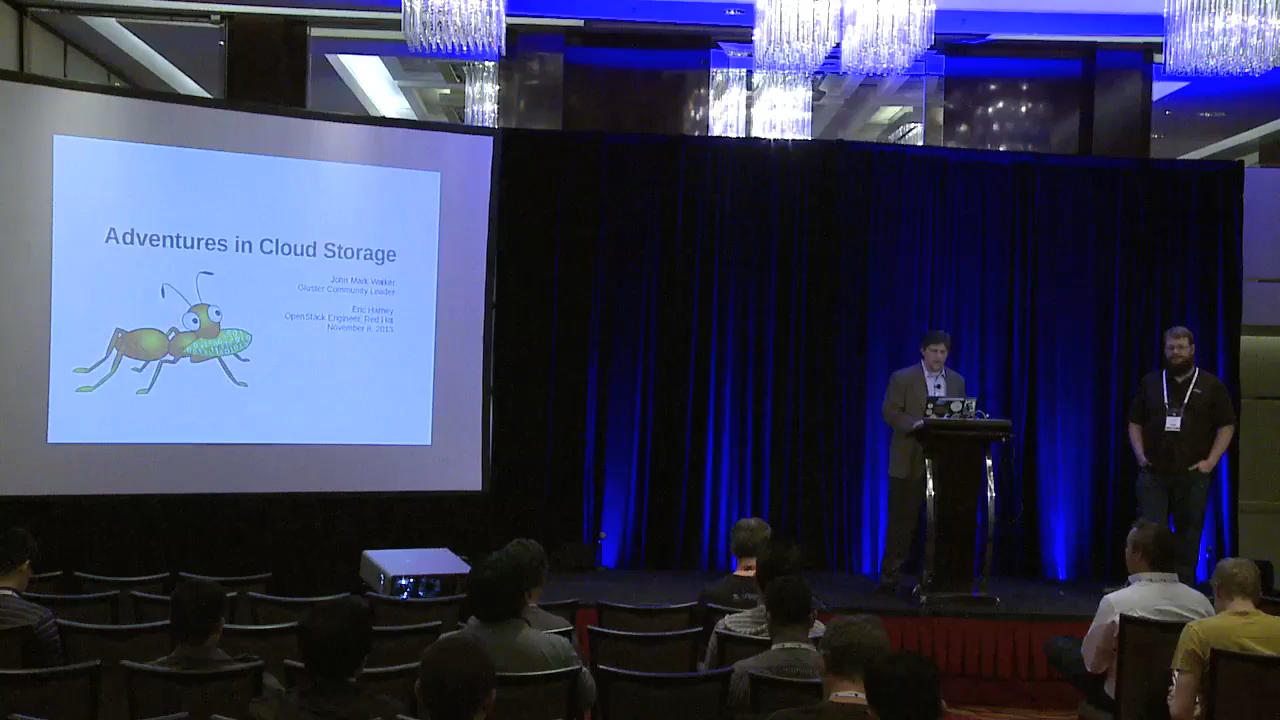 Adventures in Cloud Storage
John Mark Walker
Gluster Community Leader
Eric Harney
OpenStack Engineer, Red Hat
November 8, 2013